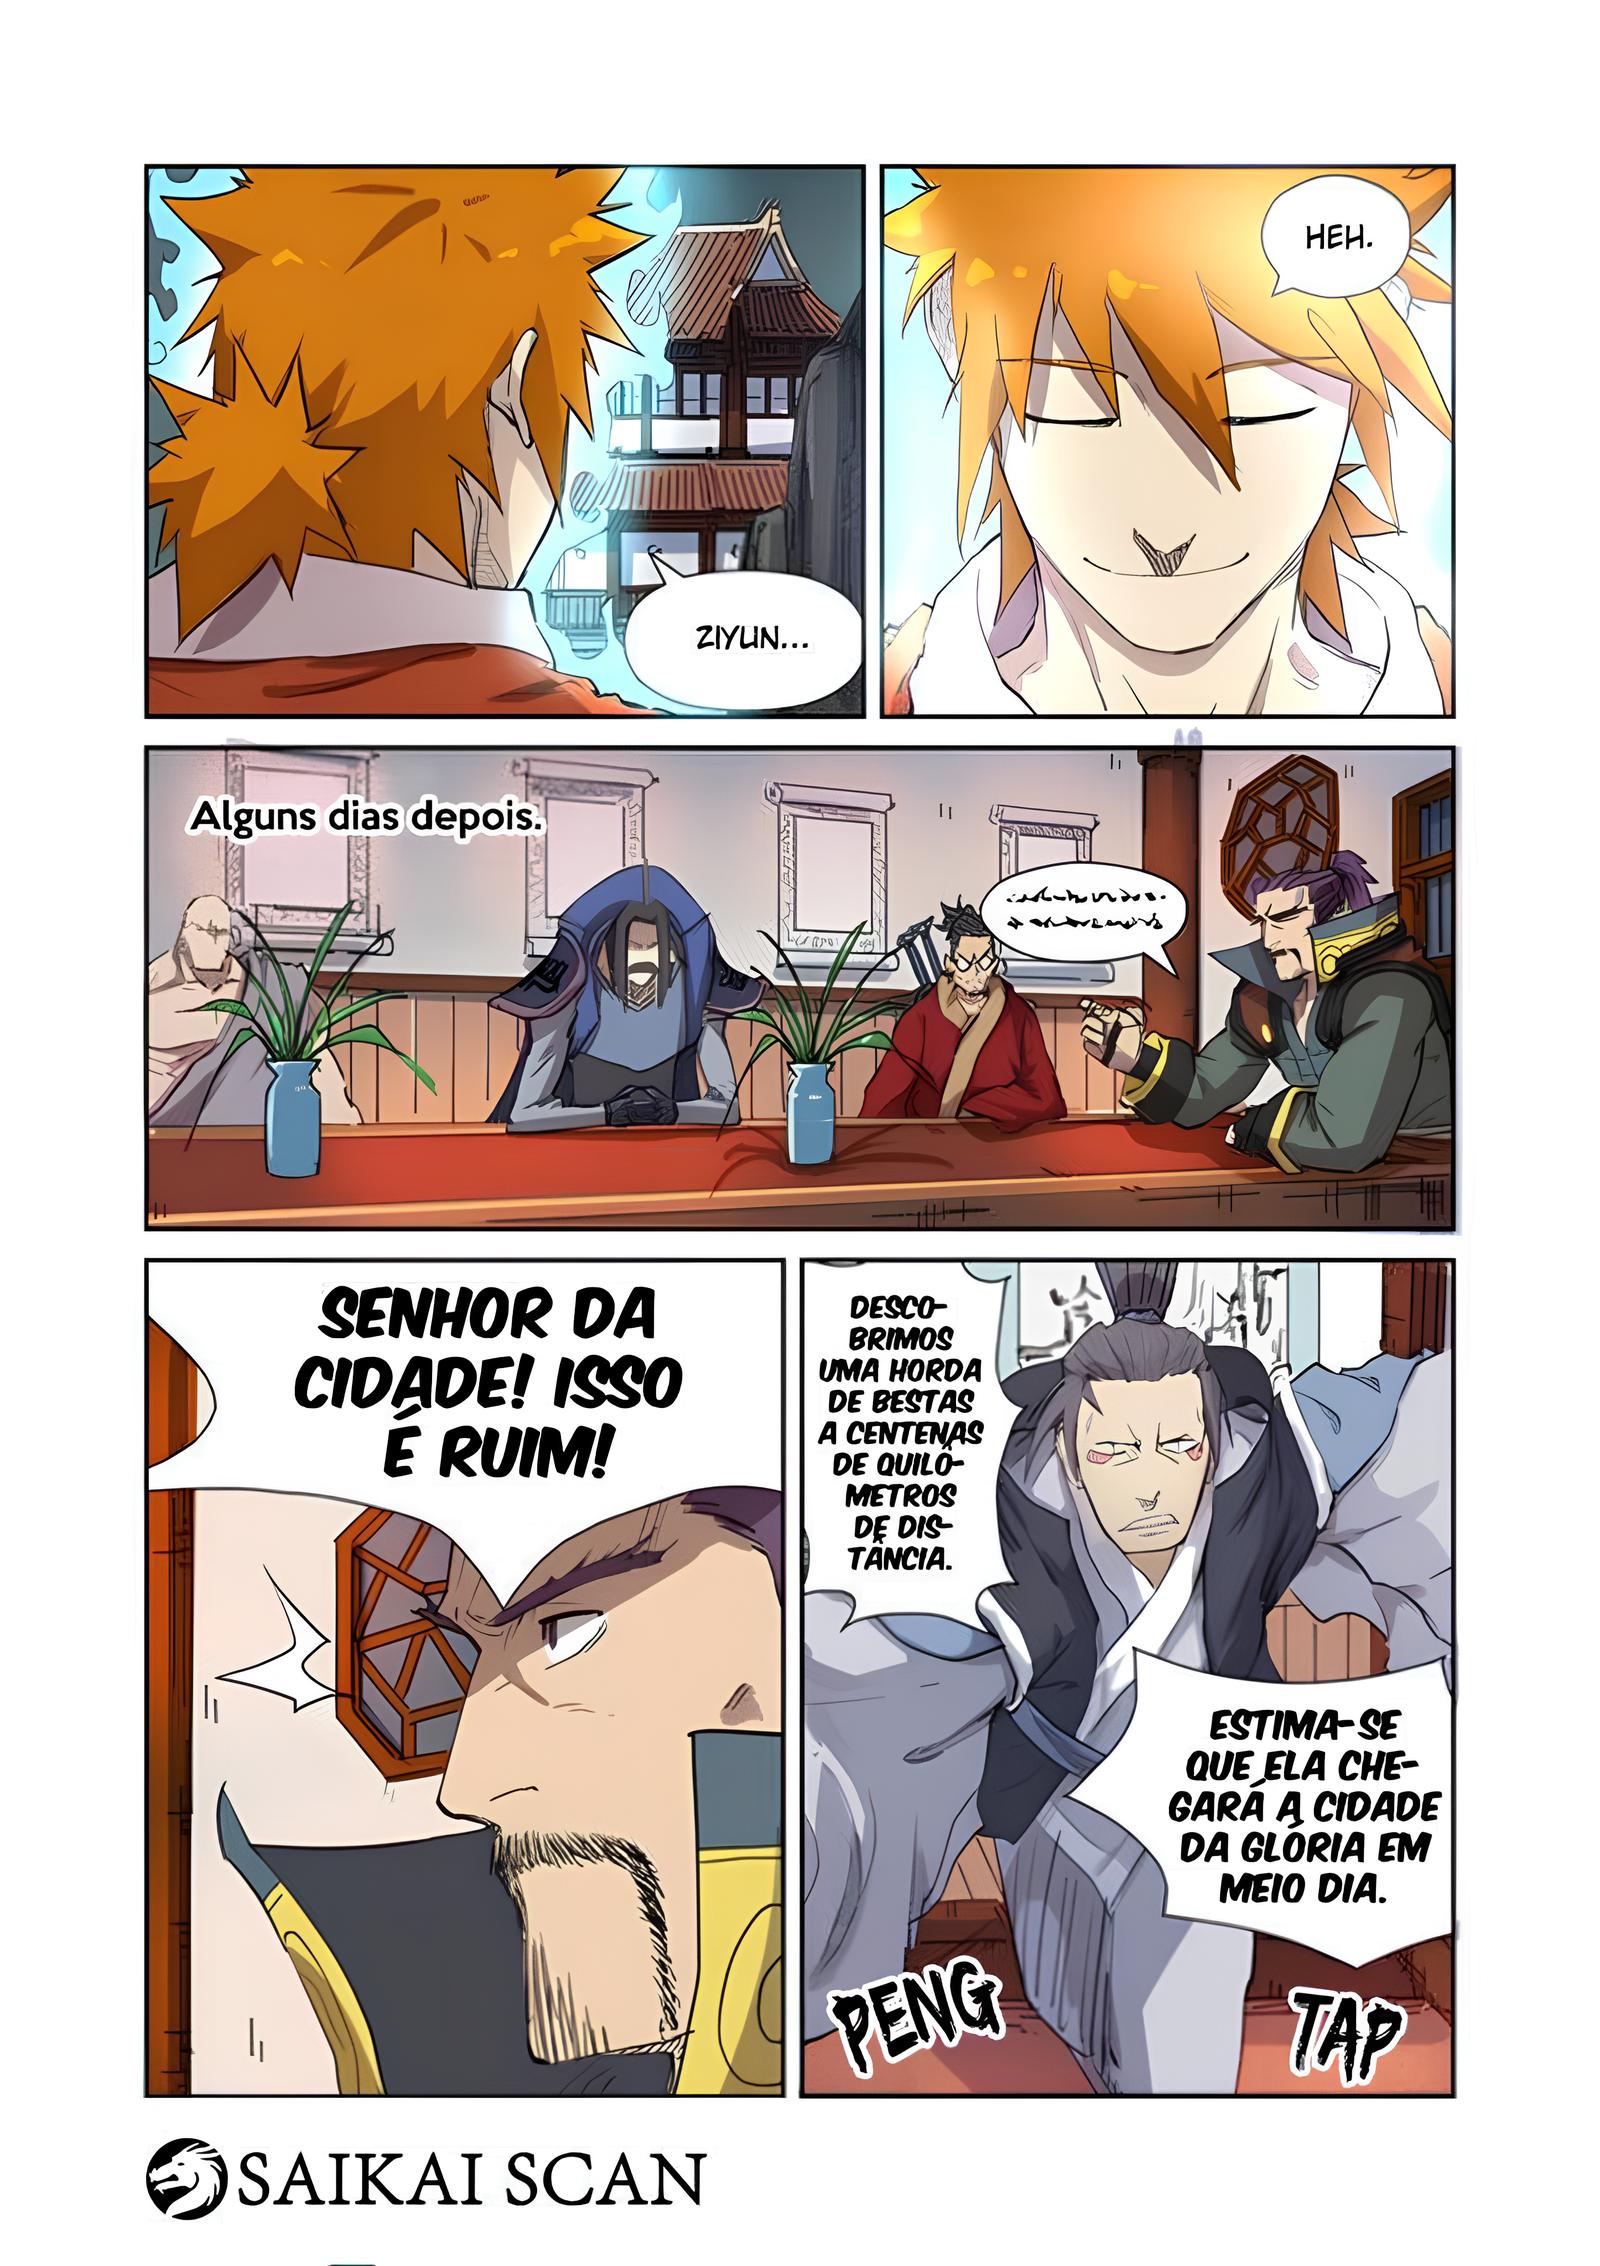 ZIYUN...
HEH.
Alguns dias depois.
SENHOR DA
CIDADE! ISSO
É RUIM!
DESCO-
BRIMOS
UMA HORDA
DE BESTAS
A CENTENAS
DE QUILÔ-
METROS
DE DIS-
TÂNCIA.
ESTIMA-SE
QUE ELA CHE-
GARÁ A CIDADE
DA GLÓRIA EM
MEIO DIA.
PENG
TAP
SAIKAI SCAN